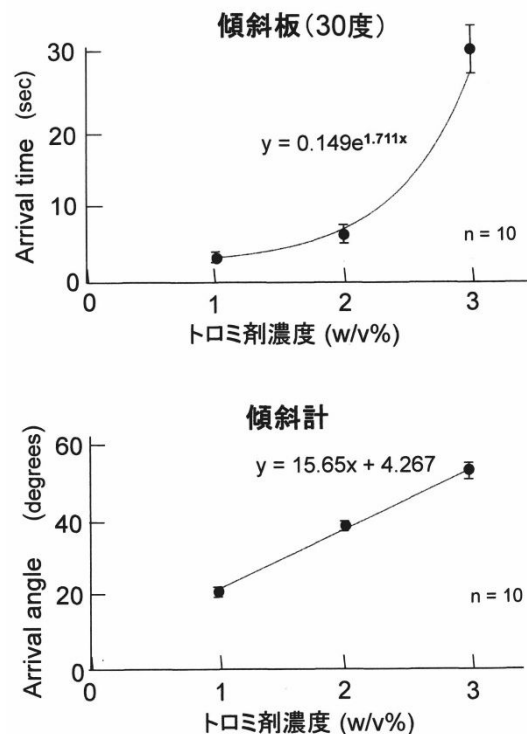 傾斜板(30度)
Arrival time (sec)
30
20
10
0
y = 0.149e1.711x
n = 10
0 1 2 3
トロミ剤濃度 (w/v%)
傾斜計
Arrival angle (degrees)
60
40
20
0
y = 15.65x + 4.267
n = 10
0 1 2 3
トロミ剤濃度 (w/v%)